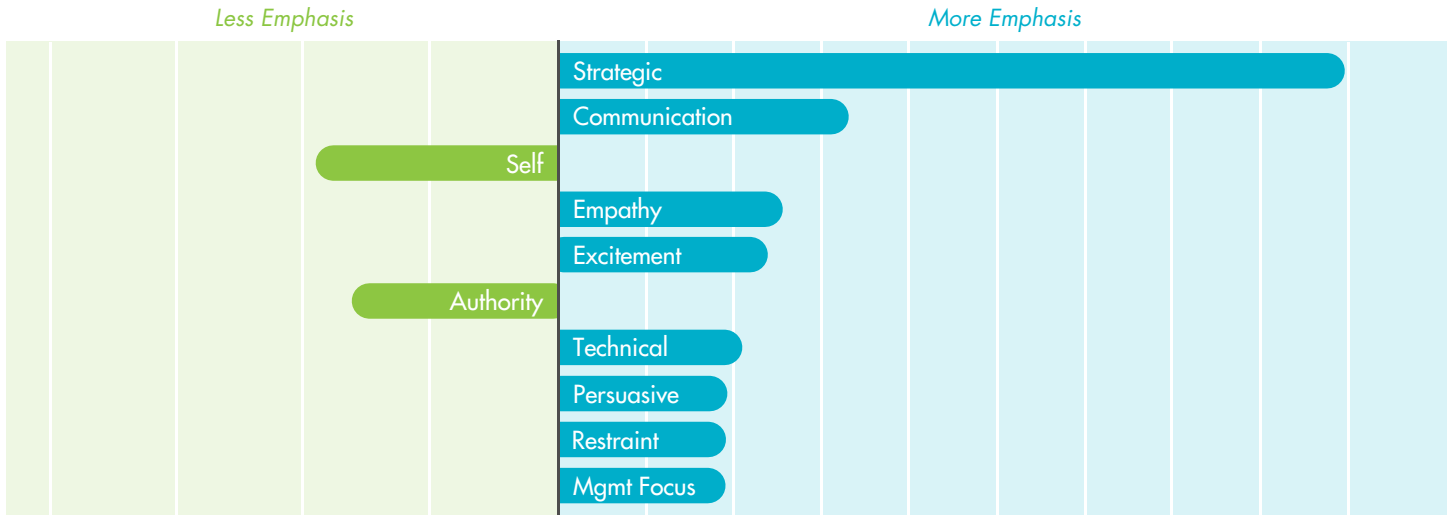 Less Emphasis
More Emphasis
Strategic
Communication
Self
Empathy
Excitement
Authority
Technical
Persuasive
Restraint
Mgmt Focus